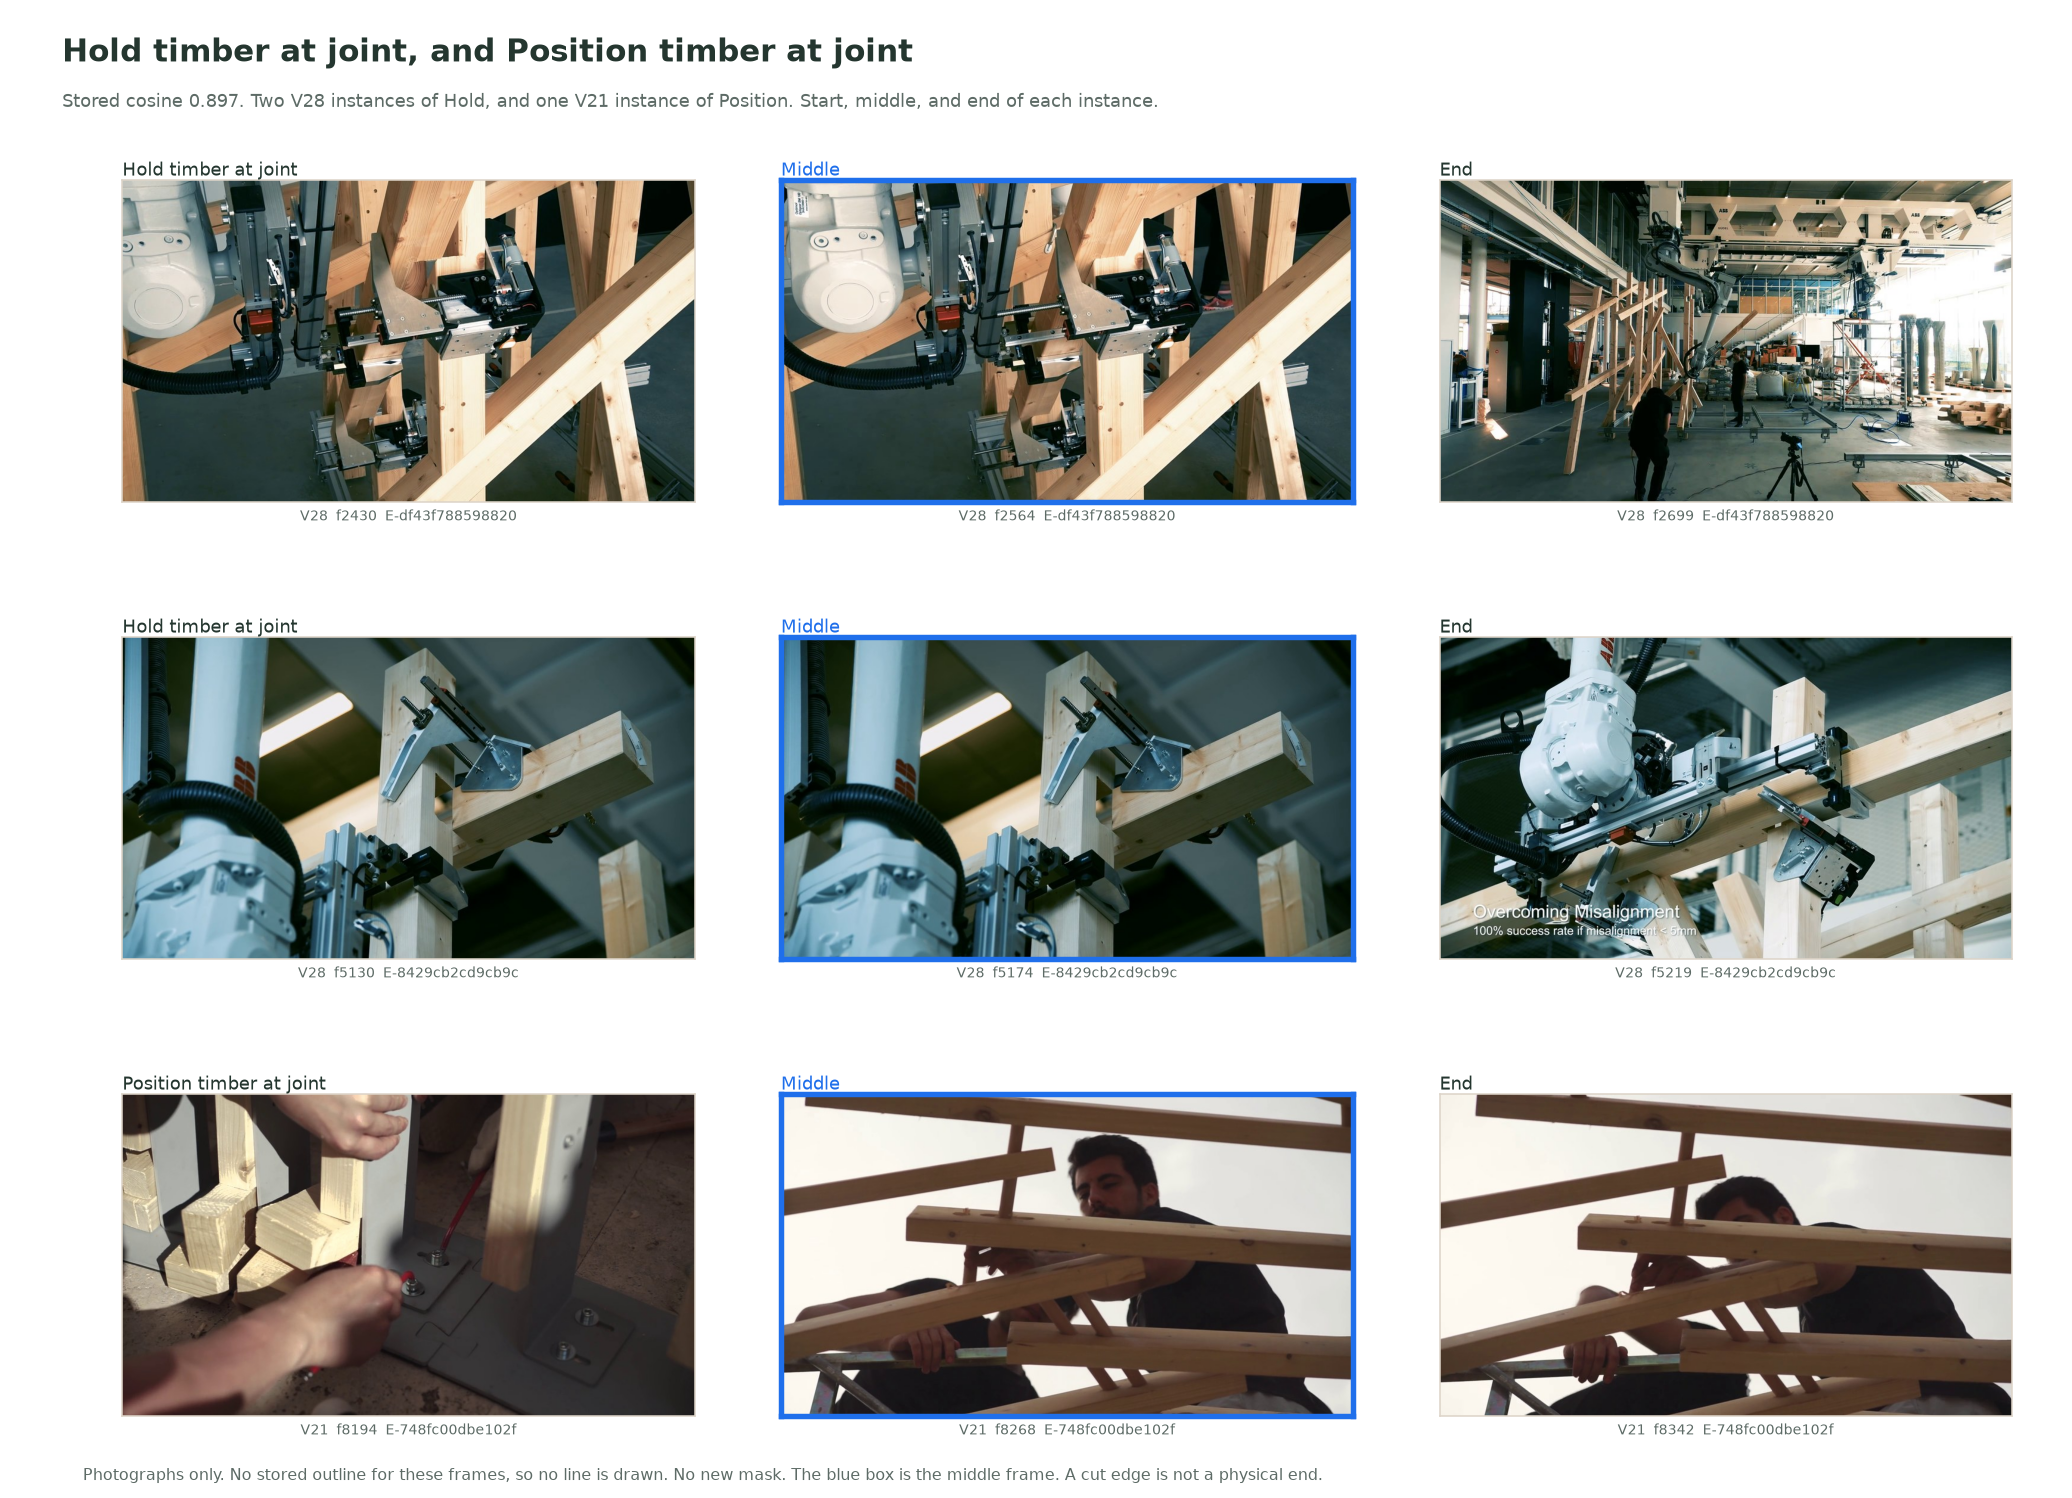 Hold timber at joint, and Position timber at joint
Stored cosine 0.897. Two V28 instances of Hold, and one V21 instance of Position. Start, middle, and end of each instance.
Hold timber at joint
Middle
End
ABB
ABB
V28 f2430 E-df43f788598820
V28 f2564 E-df43f788598820
V28 f2699 E-df43f788598820
Hold timber at joint
Middle
End
Overcoming Misalignment
100% success rate if misalignment < 5mm
V28 f5130 E-8429cb2cd9cb9c
V28 f5174 E-8429cb2cd9cb9c
V28 f5219 E-8429cb2cd9cb9c
Position timber at joint
Middle
End
V21 f8194 E-748fc00dbe102f
V21 f8268 E-748fc00dbe102f
V21 f8342 E-748fc00dbe102f
Photographs only. No stored outline for these frames, so no line is drawn. No new mask. The blue box is the middle frame. A cut edge is not a physical end.